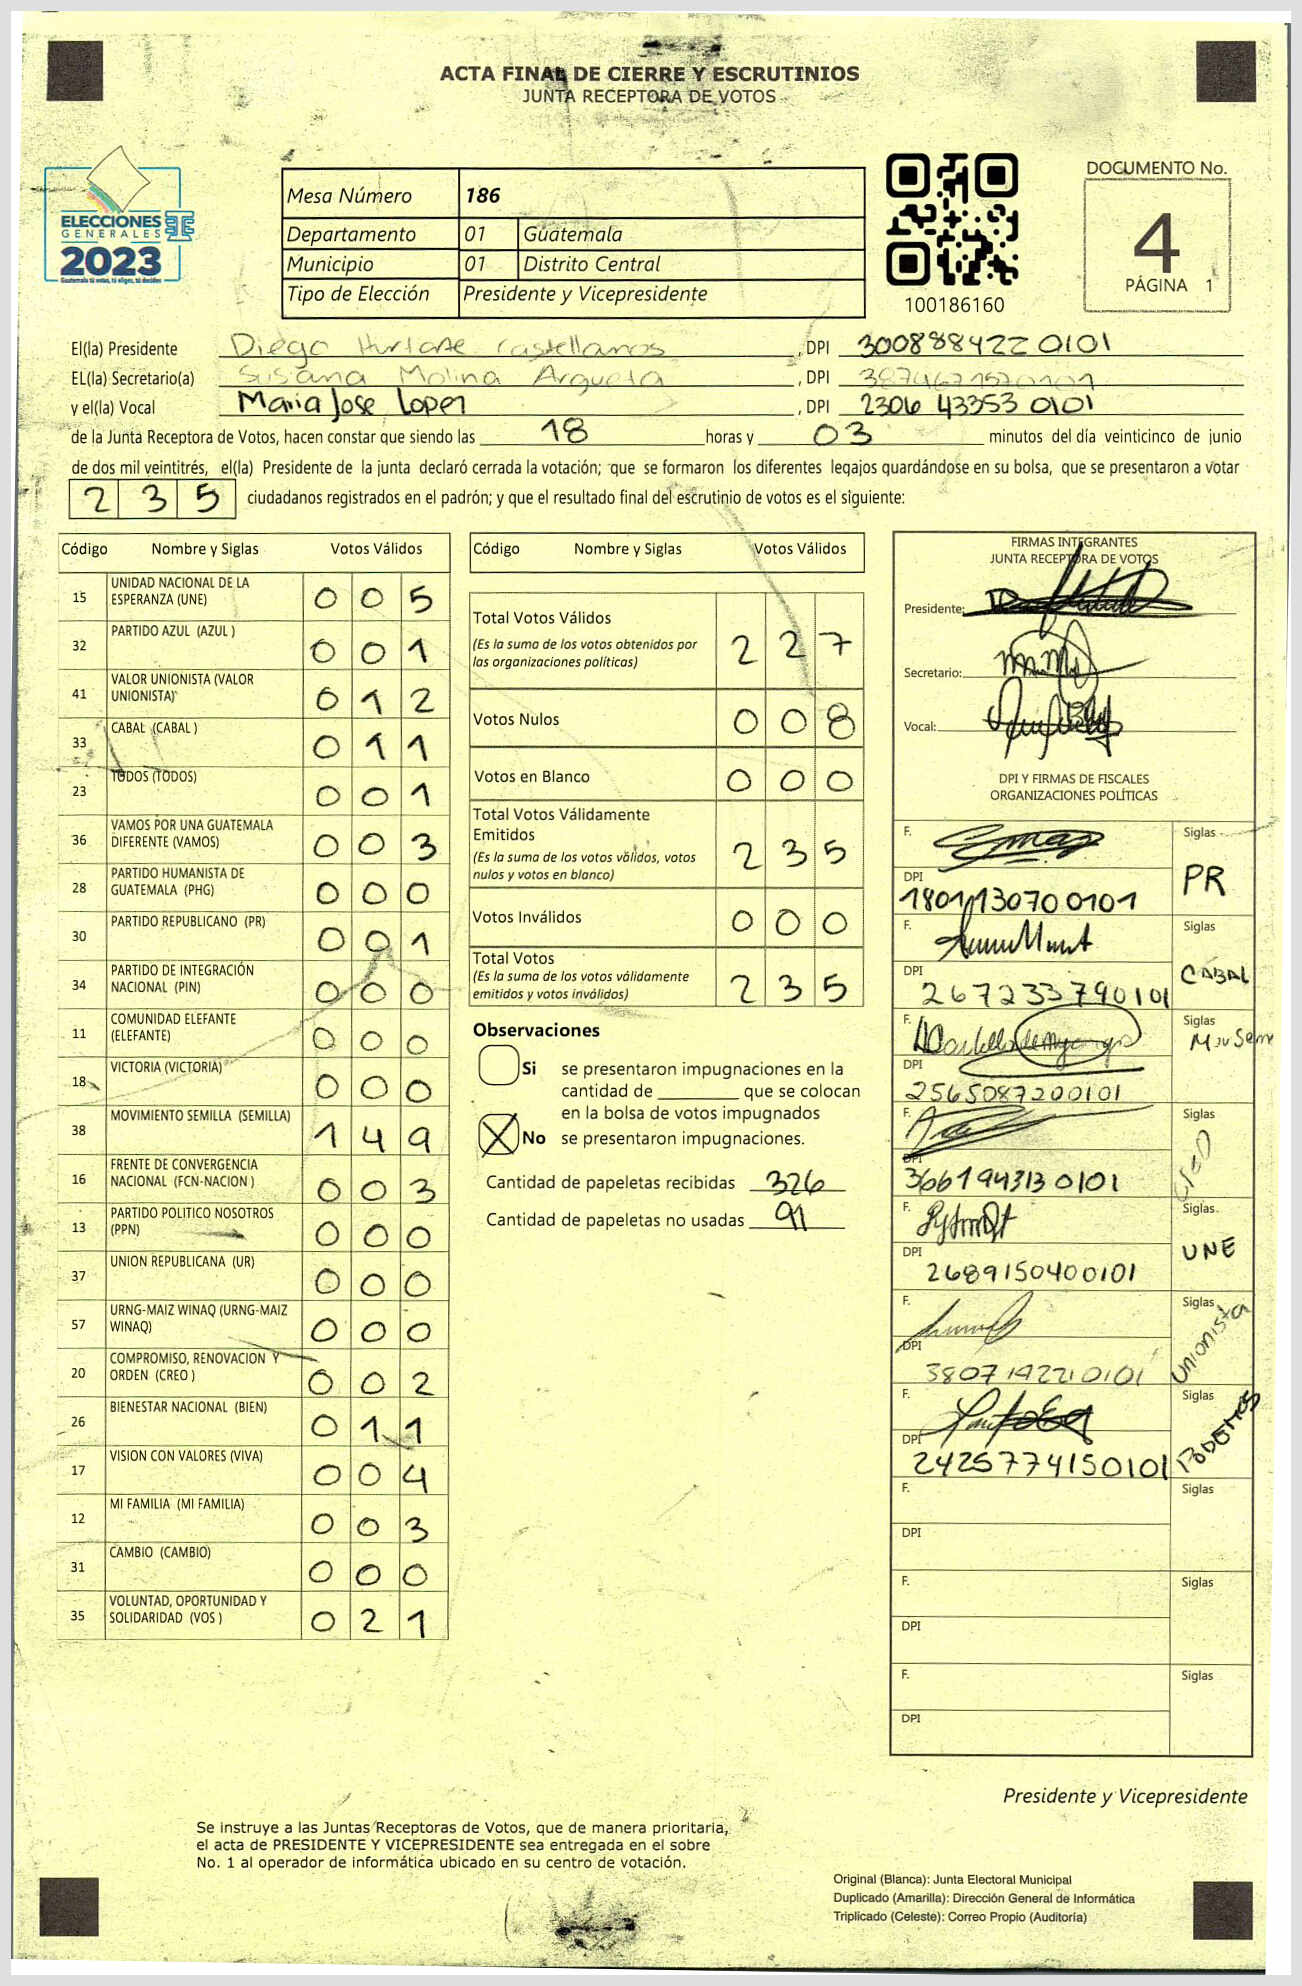 ACTA FINAL DE CIERRE Y ESCRUTINIOS
JUNTA RECEPTORA DE VOTOS
ELECCIONES
GENERALES
2023
Guatemala tú votas, tú eliges, tú decides
Mesa Número 186
Departamento 01 Guatemala
Municipio 01 Distrito Central
Tipo de Elección Presidente y Vicepresidente
100186160
DOCUMENTO No.
4
PÁGINA 1
El(la) Presidente Diego Hurtarte Castellanos, DPI 300888422 0101
EL(la) Secretario(a) Susana Molina Argueta, DPI 3874671570101
y el(la) Vocal Maria Jose Lopez, DPI 2306 43353 0101
de la Junta Receptora de Votos, hacen constar que siendo las 18 horas y 03 minutos del día veinticinco de junio
de dos mil veintitrés, el(la) Presidente de la junta declaró cerrada la votación; que se formaron los diferentes legajos guardándose en su bolsa, que se presentaron a votar
2 3 5 ciudadanos registrados en el padrón; y que el resultado final del escrutinio de votos es el siguiente:
Código Nombre y Siglas Votos Válidos
15 UNIDAD NACIONAL DE LA ESPERANZA (UNE) 0 0 5
32 PARTIDO AZUL (AZUL ) 0 0 1
41 VALOR UNIONISTA (VALOR UNIONISTA) 0 1 2
33 CABAL (CABAL ) 0 1 1
23 TODOS (TODOS) 0 0 1
36 VAMOS POR UNA GUATEMALA DIFERENTE (VAMOS) 0 0 3
28 PARTIDO HUMANISTA DE GUATEMALA (PHG) 0 0 0
30 PARTIDO REPUBLICANO (PR) 0 0 1
34 PARTIDO DE INTEGRACIÓN NACIONAL (PIN) 0 0 0
11 COMUNIDAD ELEFANTE (ELEFANTE) 0 0 0
18 VICTORIA (VICTORIA) 0 0 0
38 MOVIMIENTO SEMILLA (SEMILLA) 1 4 9
16 FRENTE DE CONVERGENCIA NACIONAL (FCN-NACION ) 0 0 3
13 PARTIDO POLITICO NOSOTROS (PPN) 0 0 0
37 UNION REPUBLICANA (UR) 0 0 0
57 URNG-MAIZ WINAQ (URNG-MAIZ WINAQ) 0 0 0
20 COMPROMISO, RENOVACION Y ORDEN (CREO ) 0 0 2
26 BIENESTAR NACIONAL (BIEN) 0 1 1
17 VISION CON VALORES (VIVA) 0 0 4
12 MI FAMILIA (MI FAMILIA) 0 0 3
31 CAMBIO (CAMBIO) 0 0 0
35 VOLUNTAD, OPORTUNIDAD Y SOLIDARIDAD (VOS ) 0 2 1
Código Nombre y Siglas Votos Válidos
Total Votos Válidos 2 2 7
(Es la suma de los votos obtenidos por
las organizaciones políticas)
Votos Nulos 0 0 8
Votos en Blanco 0 0 0
Total Votos Válidamente
Emitidos 2 3 5
(Es la suma de los votos válidos, votos
nulos y votos en blanco)
Votos Inválidos 0 0 0
Total Votos 2 3 5
(Es la suma de los votos válidamente
emitidos y votos inválidos)
Observaciones
Si se presentaron impugnaciones en la
cantidad de ________ que se colocan
en la bolsa de votos impugnados
No se presentaron impugnaciones.
Cantidad de papeletas recibidas 326
Cantidad de papeletas no usadas 91
FIRMAS INTEGRANTES
JUNTA RECEPTORA DE VOTOS
Presidente:
Secretario:
Vocal:
DPI Y FIRMAS DE FISCALES
ORGANIZACIONES POLÍTICAS
F. Siglas PR
DPI 1801130700101
F. Siglas CABAL
DPI 2672337790101
F. Siglas
DPI 2565087200101
F. Siglas CREO
DPI 366194313 0101
F. Siglas UNE
DPI 2689150400101
F. Siglas Unionista
DPI 3807192210101
F. Siglas PODEMOS
DPI 2425774150101
F. Siglas
DPI
F. Siglas
DPI
F. Siglas
DPI
Presidente y Vicepresidente
Se instruye a las Juntas Receptoras de Votos, que de manera prioritaria,
el acta de PRESIDENTE Y VICEPRESIDENTE sea entregada en el sobre
No. 1 al operador de informática ubicado en su centro de votación.
Original (Blanca): Junta Electoral Municipal
Duplicado (Amarilla): Dirección General de Informática
Triplicado (Celeste): Correo Propio (Auditoría)